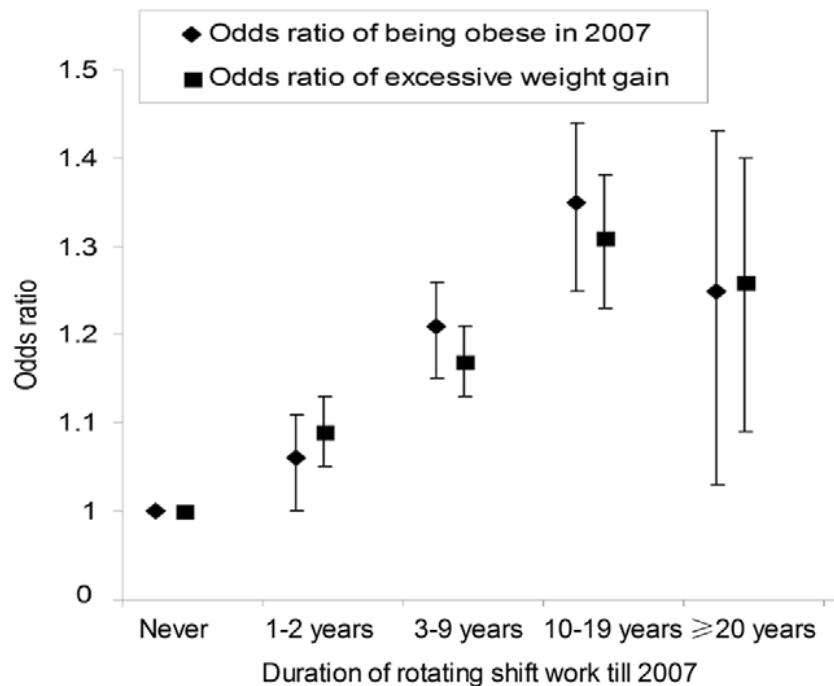 Odds ratio of being obese in 2007
Odds ratio of excessive weight gain
1.5
1.4
1.3
1.2
1.1
1
0
Odds ratio
Never 1-2 years 3-9 years 10-19 years ⩾20 years
Duration of rotating shift work till 2007